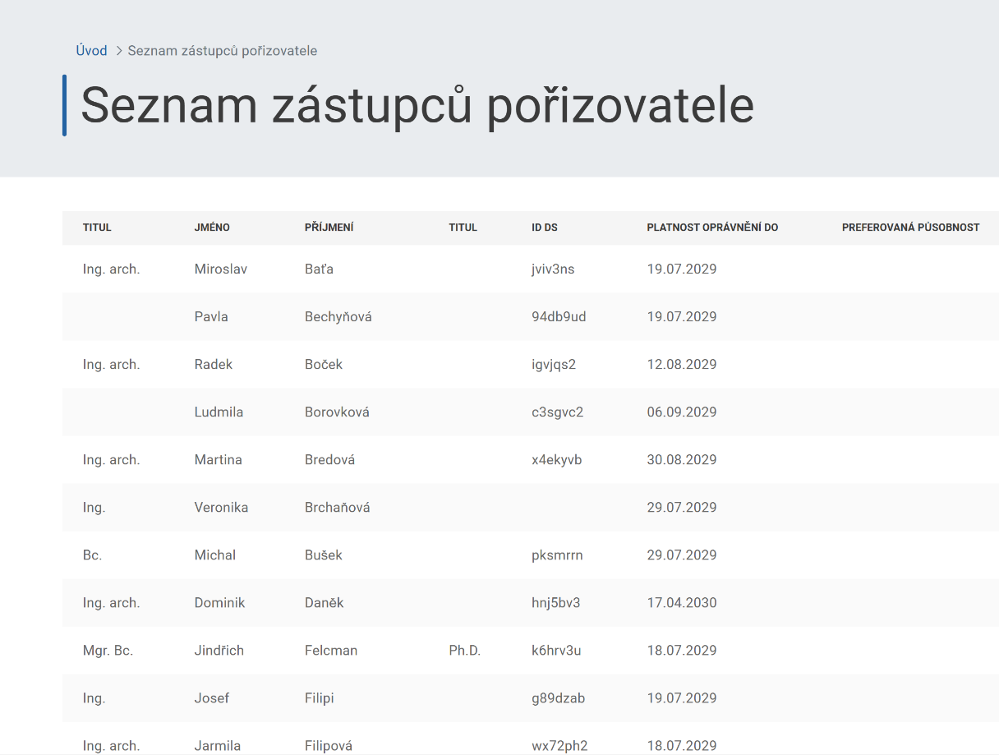 Úvod > Seznam zástupců pořizovatele
Seznam zástupců pořizovatele
TITUL JMÉNO PŘÍJMENÍ TITUL ID DS PLATNOST OPRÁVNĚNÍ DO PREFEROVANÁ PŮSOBNOST
Ing. arch. Miroslav Baťa jviv3ns 19.07.2029
Pavla Bechyňová 94db9ud 19.07.2029
Ing. arch. Radek Boček igvjqs2 12.08.2029
Ludmila Borovková c3sgvc2 06.09.2029
Ing. arch. Martina Bredová x4ekyvb 30.08.2029
Ing. Veronika Brchaňová 29.07.2029
Bc. Michal Bušek pksmrrn 29.07.2029
Ing. arch. Dominik Daněk hnj5bv3 17.04.2030
Mgr. Bc. Jindřich Felcman Ph.D. k6hrv3u 18.07.2029
Ing. Josef Filipi g89dzab 19.07.2029
Ing. arch. Jarmila Filipová wx72ph2 18.07.2029